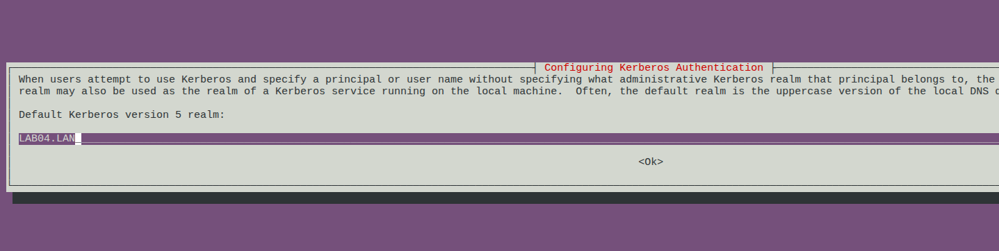 Configuring Kerberos Authentication
When users attempt to use Kerberos and specify a principal or user name without specifying what administrative Kerberos realm that principal belongs to, the
realm may also be used as the realm of a Kerberos service running on the local machine.  Often, the default realm is the uppercase version of the local DNS
Default Kerberos version 5 realm:
LAB04.LAN
<Ok>